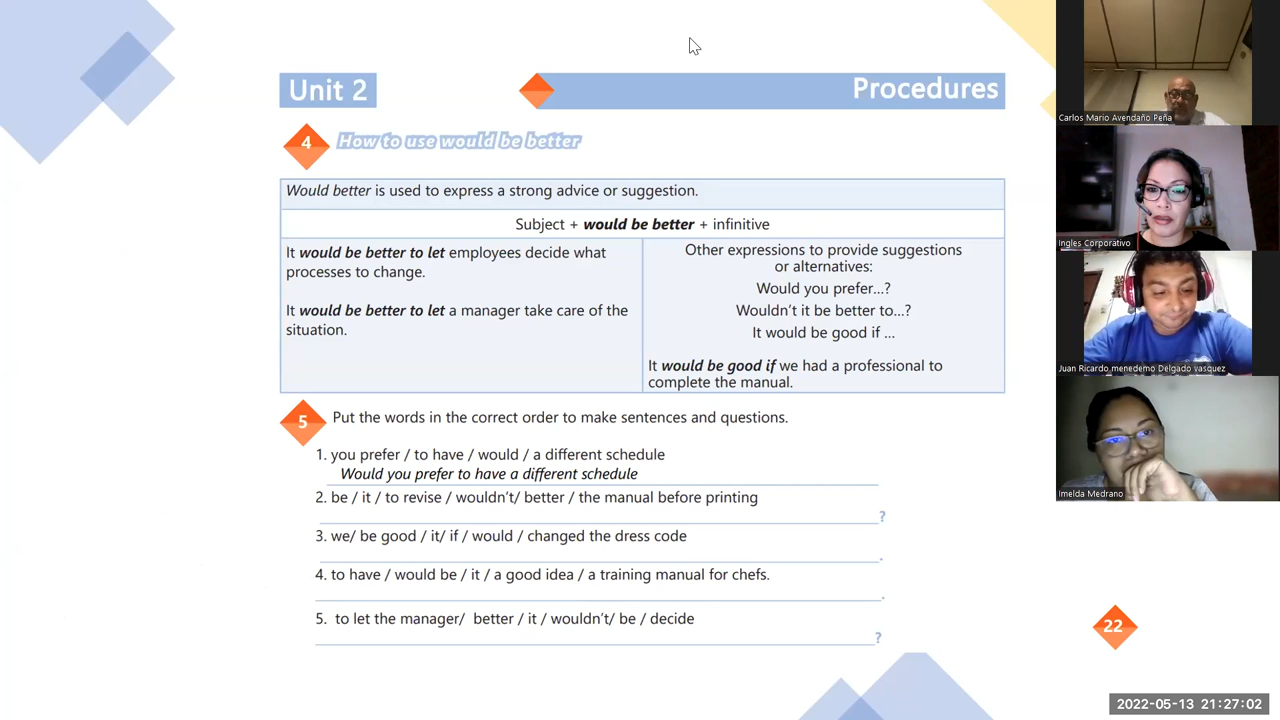 Unit 2
Procedures
4
How to use would be better
Would better is used to express a strong advice or suggestion.
Subject + would be better + infinitive
It would be better to let employees decide what
processes to change.
It would be better to let a manager take care of the
situation.
Other expressions to provide suggestions
or alternatives:
Would you prefer...?
Wouldn't it be better to...?
It would be good if ...
It would be good if we had a professional to
complete the manual.
5
Put the words in the correct order to make sentences and questions.
1. you prefer / to have / would / a different schedule
Would you prefer to have a different schedule
2. be / it / to revise / wouldn't/ better / the manual before printing
?
3. we/ be good / it/ if / would / changed the dress code
.
4. to have / would be / it / a good idea / a training manual for chefs.
.
5. to let the manager/ better / it / wouldn't/ be / decide
?
22
Carlos Mario Avendaño Peña
Ingles Corporativo
Juan Ricardo menedemo Delgado vasquez
Imelda Medrano
2022-05-13 21:27:02